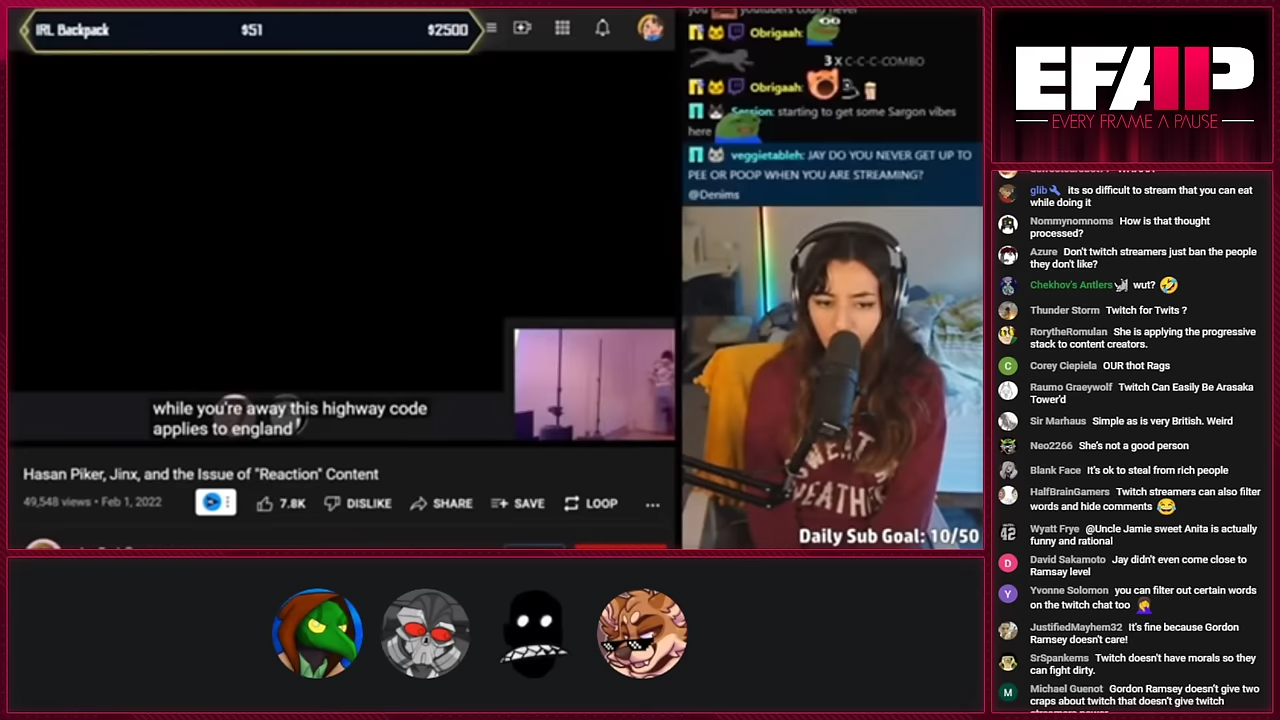 IRL Backpack
$51
$2500
Obrigaah:
3 X C-C-C-COMBO
Obrigaah:
Session: starting to get some Sargon vibes
here
veggietableh: JAY DO YOU NEVER GET UP TO
PEE OR POOP WHEN YOU ARE STREAMING?
@Denims
while you're away this highway code
applies to england
Hasan Piker, Jinx, and the Issue of "Reaction" Content
49,548 views • Feb 1, 2022
7.8K
DISLIKE
SHARE
SAVE
LOOP
SWEAT
WEATHER
Daily Sub Goal: 10/50
EFAP
EVERY FRAME A PAUSE
glib its so difficult to stream that you can eat
while doing it
Nommynomnoms How is that thought
processed?
Azure Don't twitch streamers just ban the people
they don't like?
Chekhov's Antlers wut?
Thunder Storm Twitch for Twits ?
RorytheRomulan She is applying the progressive
stack to content creators.
C
Corey Ciepiela OUR thot Rags
Raumo Graeywolf Twitch Can Easily Be Arasaka
Tower'd
Sir Marhaus Simple as is very British. Weird
Neo2266 She's not a good person
Blank Face It's ok to steal from rich people
HalfBrainGamers Twitch streamers can also filter
words and hide comments
42
Wyatt Frye @Uncle Jamie sweet Anita is actually
funny and rational
D
David Sakamoto Jay didn't even come close to
Ramsay level
Y
Yvonne Solomon you can filter out certain words
on the twitch chat too
JustifiedMayhem32 It's fine because Gordon
Ramsey doesn't care!
SrSpankems Twitch doesn't have morals so they
can fight dirty.
M
Michael Guenot Gordon Ramsey doesn't give two
craps about twitch that doesn't give twitch